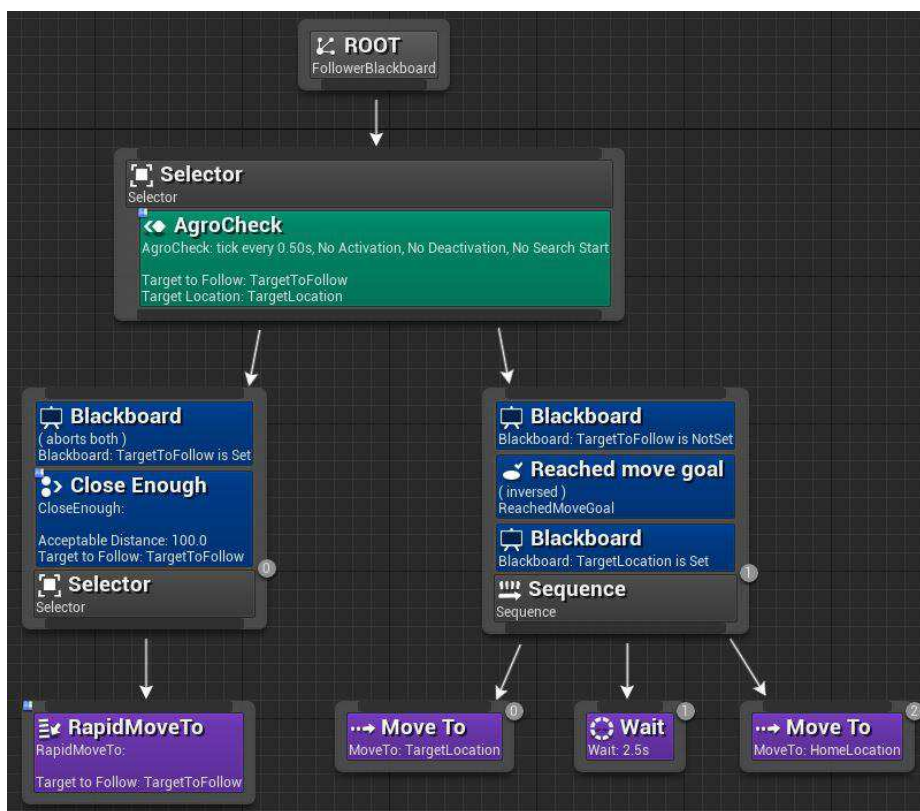 ROOT
FollowerBlackboard
Selector
Selector
AgroCheck
AgroCheck: tick every 0.50s, No Activation, No Deactivation, No Search Start
Target to Follow: TargetToFollow
Target Location: TargetLocation
Blackboard
( aborts both )
Blackboard: TargetToFollow is Set
Close Enough
CloseEnough:
Acceptable Distance: 100.0
Target to Follow: TargetToFollow
0
Selector
Selector
Blackboard
Blackboard: TargetToFollow is NotSet
Reached move goal
( inversed )
ReachedMoveGoal
Blackboard
Blackboard: TargetLocation is Set
1
Sequence
Sequence
RapidMoveTo
RapidMoveTo:
Target to Follow: TargetToFollow
0
Move To
MoveTo: TargetLocation
1
Wait
Wait: 2.5s
2
Move To
MoveTo: HomeLocation